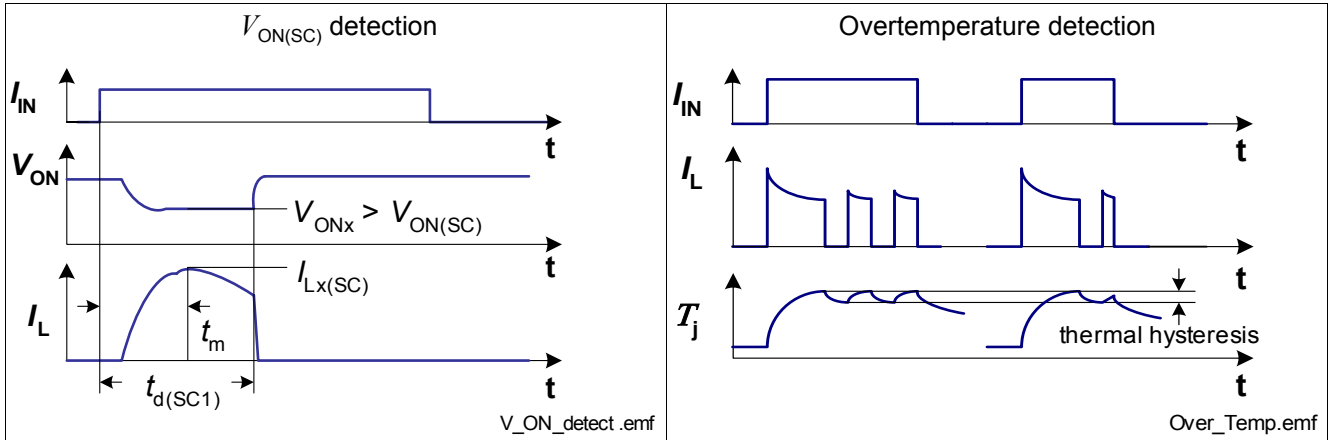 V_ON(SC) detection
I_IN
t
V_ON
V_ONx > V_ON(SC)
t
I_Lx(SC)
I_L
t_m
t
t_d(SC1)
V_ON_detect .emf
Overtemperature detection
I_IN
t
I_L
t
T_j
thermal hysteresis
t
Over_Temp.emf